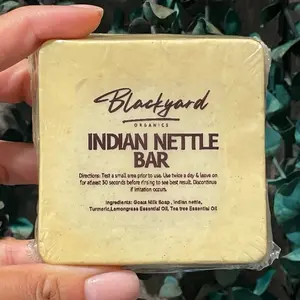 Blackyard
ORGANICS
INDIAN NETTLE
BAR
Directions: Test a small area prior to use. Use twice a day & leave on
for atleast 30 seconds before rinsing to see best result. Discontinue
if irritation occurs.
Ingredients: Goats Milk Soap , Indian nettle,
Turmeric,Lemongrass Essential Oil, Tea tree Essential Oil